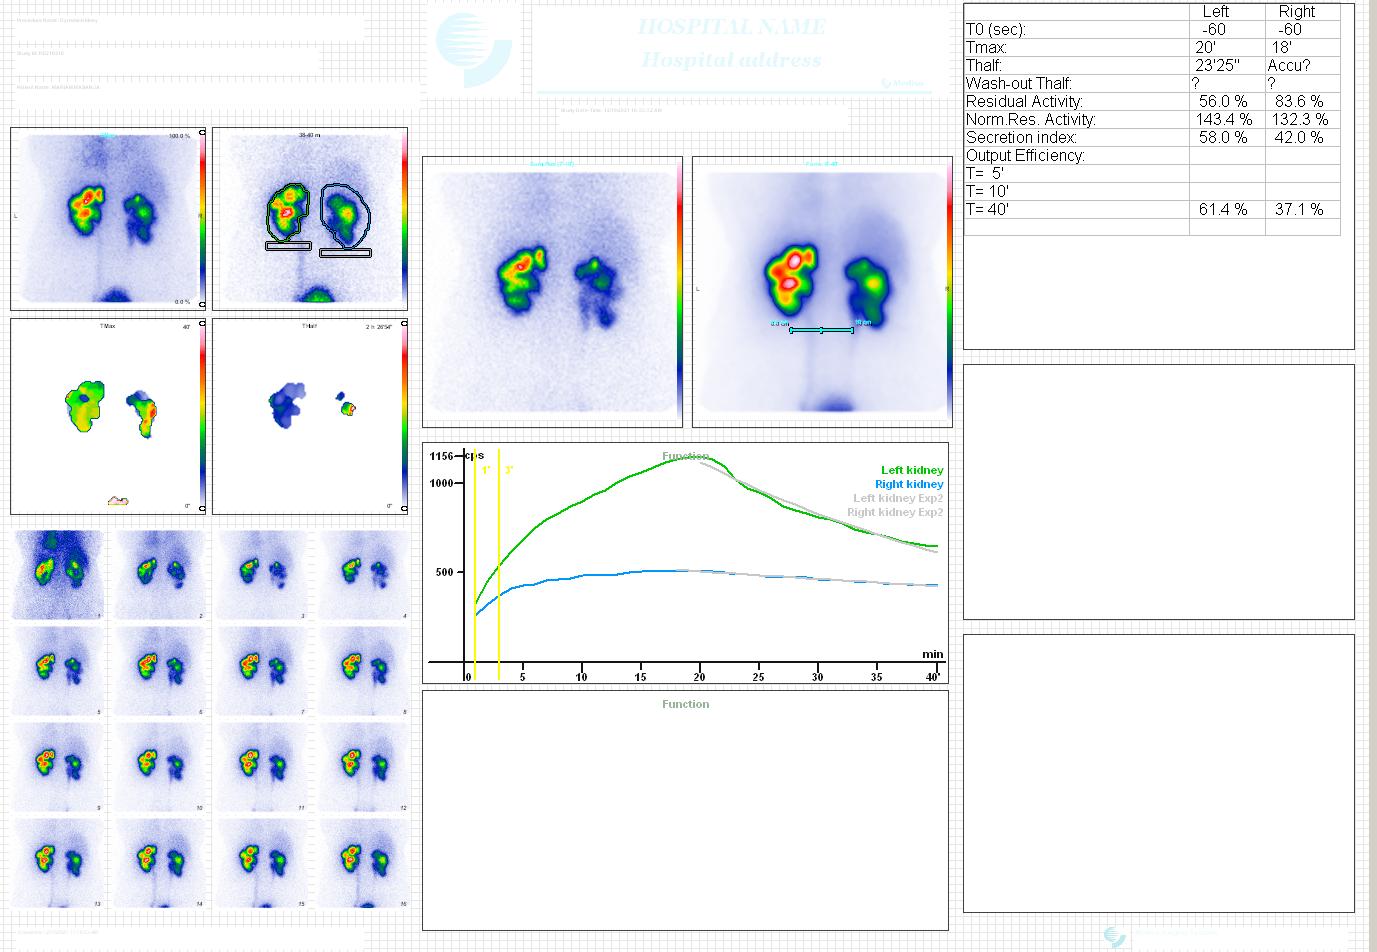 HOSPITAL NAME
Hospital address
Left Right
T0 (sec): -60 -60
Tmax: 20' 18'
Thalf: 23'25" Accu?
Wash-out Thalf: ? ?
Residual Activity: 56.0 % 83.6 %
Norm.Res. Activity: 143.4 % 132.3 %
Secretion index: 58.0 % 42.0 %
Output Efficiency:
T= 5'
T= 10'
T= 40' 61.4 % 37.1 %
100.0 %
0.0 %
38-40 m
L
R
L
R
TMax 40'
0"
THalf 2 h 26'54"
0"
1 2 3 4
5 6 7 8
9 10 11 12
13 14 15 16
Function
1156 cps
1' 3'
1000
500
Left kidney
Right kidney
Left kidney Exp2
Right kidney Exp2
min
0 5 10 15 20 25 30 35 40'
Function